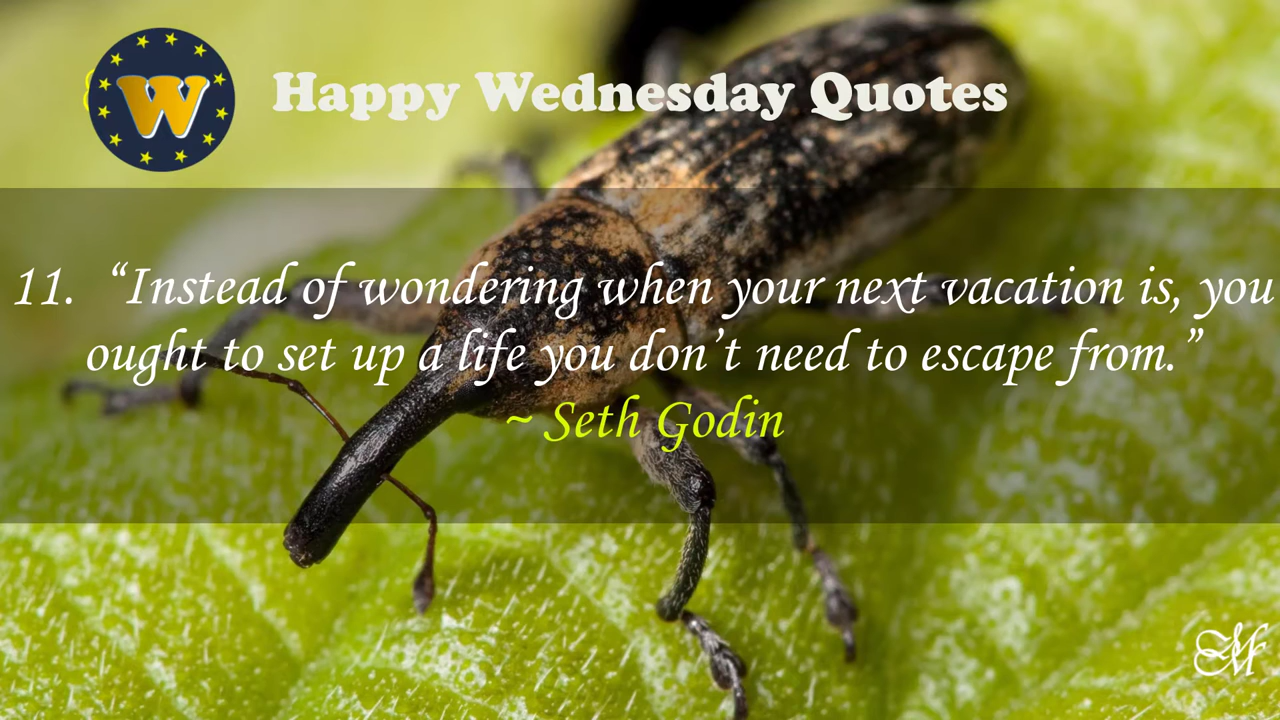 W
Happy Wednesday Quotes
11. “Instead of wondering when your next vacation is, you
ought to set up a life you don’t need to escape from.”
~ Seth Godin
M